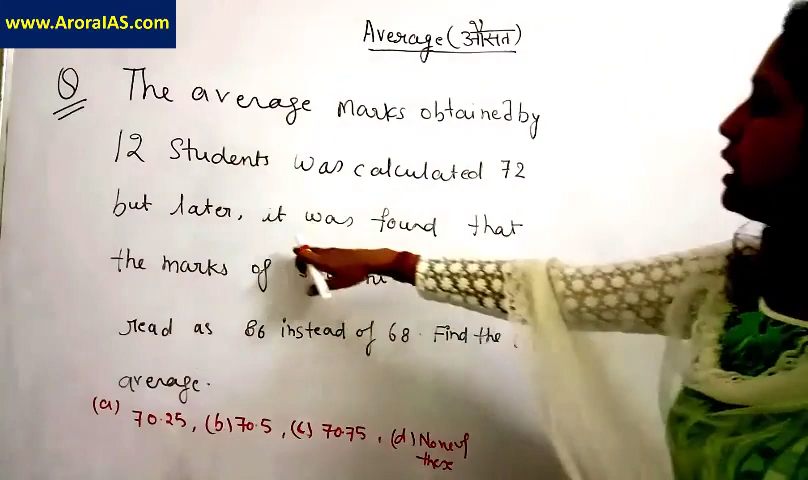 www.AroraIAS.com
Average (औसत)
Q The average marks obtained by
12 Students was calculated 72
but later, it was found that
the marks of
read as 86 instead of 68. Find the
average.
(a) 70.25, (b) 70.5, (c) 70.75, (d) None of
these